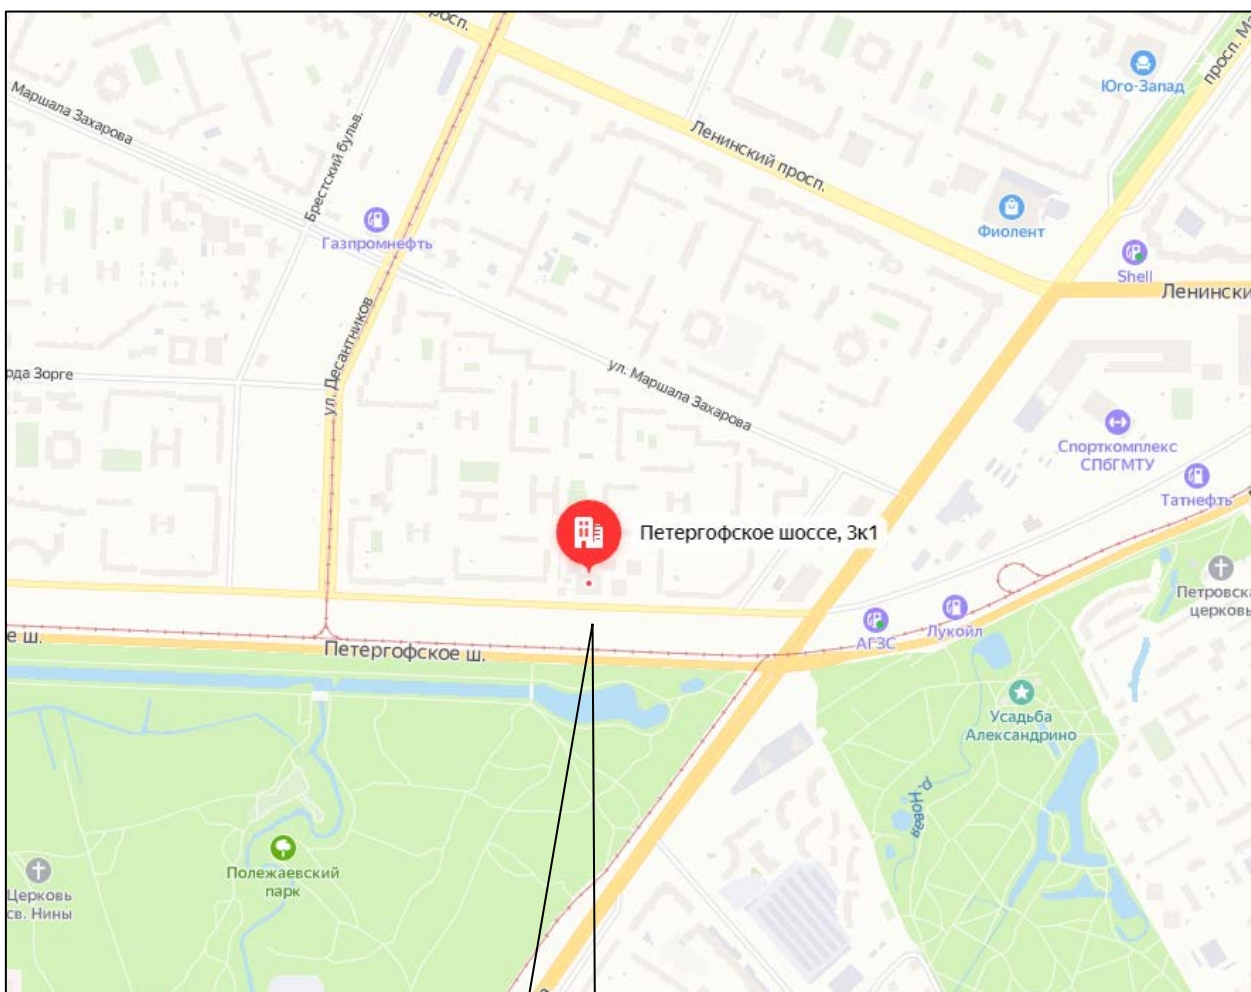 просп.
просп. Ма
Юго-Запад
Маршала Захарова
Брестский бульв.
Ленинский просп.
Газпромнефть
Фиолент
Shell
Ленински
ул. Десантников
рда Зорге
ул. Маршала Захарова
Спорткомплекс
СПбГМТУ
Татнефть
Петергофское шоссе, 3к1
Петровска
церковь
АГЗС
Лукойл
е ш.
Петергофское ш.
Усадьба
Александрино
р. Новая
Полежаевский
парк
Церковь
св. Нины